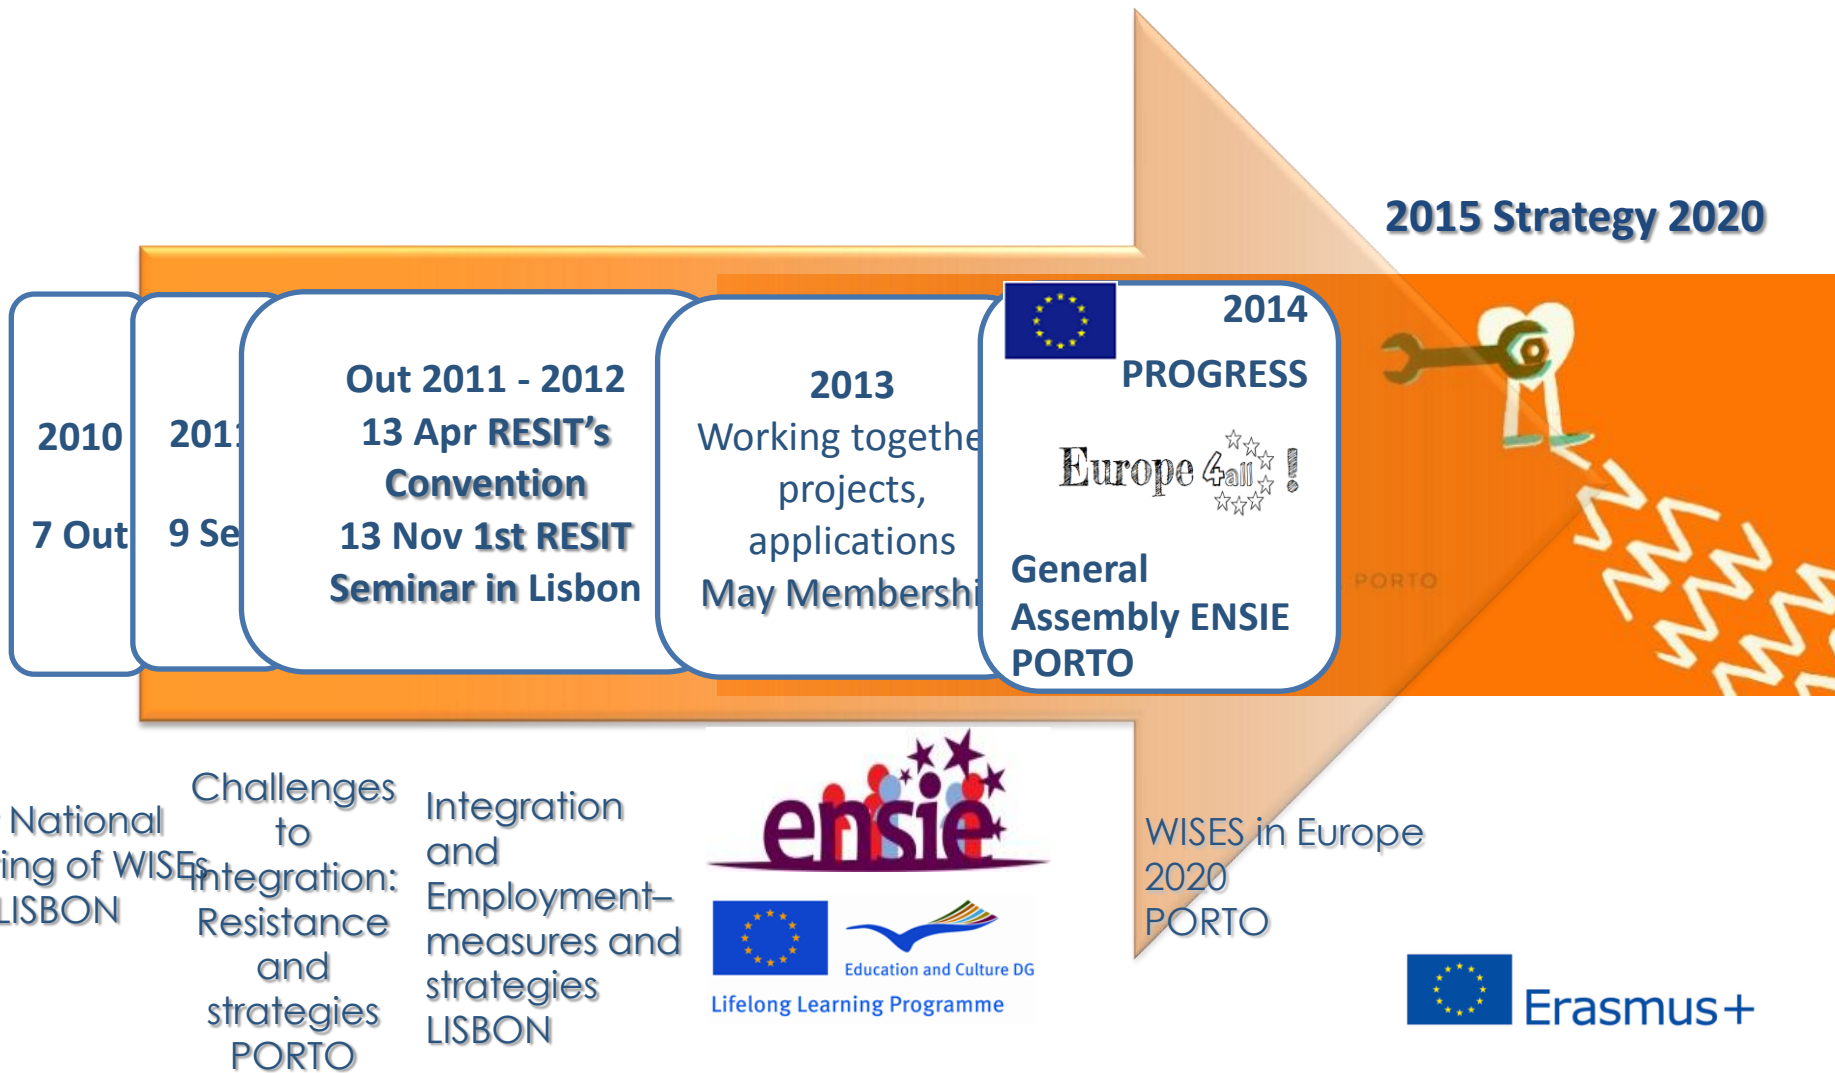 2015 Strategy 2020
2010
7 Out
2011
9 Se
Out 2011 - 2012
13 Apr RESIT’s
Convention
13 Nov 1st RESIT
Seminar in Lisbon
2013
Working togethe
projects,
applications
May Membershi
2014
PROGRESS
Europe 4all !
General
Assembly ENSIE
PORTO
PORTO
National
ing of WISEs
LISBON
Challenges
to
Integration:
Resistance
and
strategies
PORTO
Integration
and
Employment–
measures and
strategies
LISBON
ensie
Education and Culture DG
Lifelong Learning Programme
WISES in Europe
2020
PORTO
Erasmus+